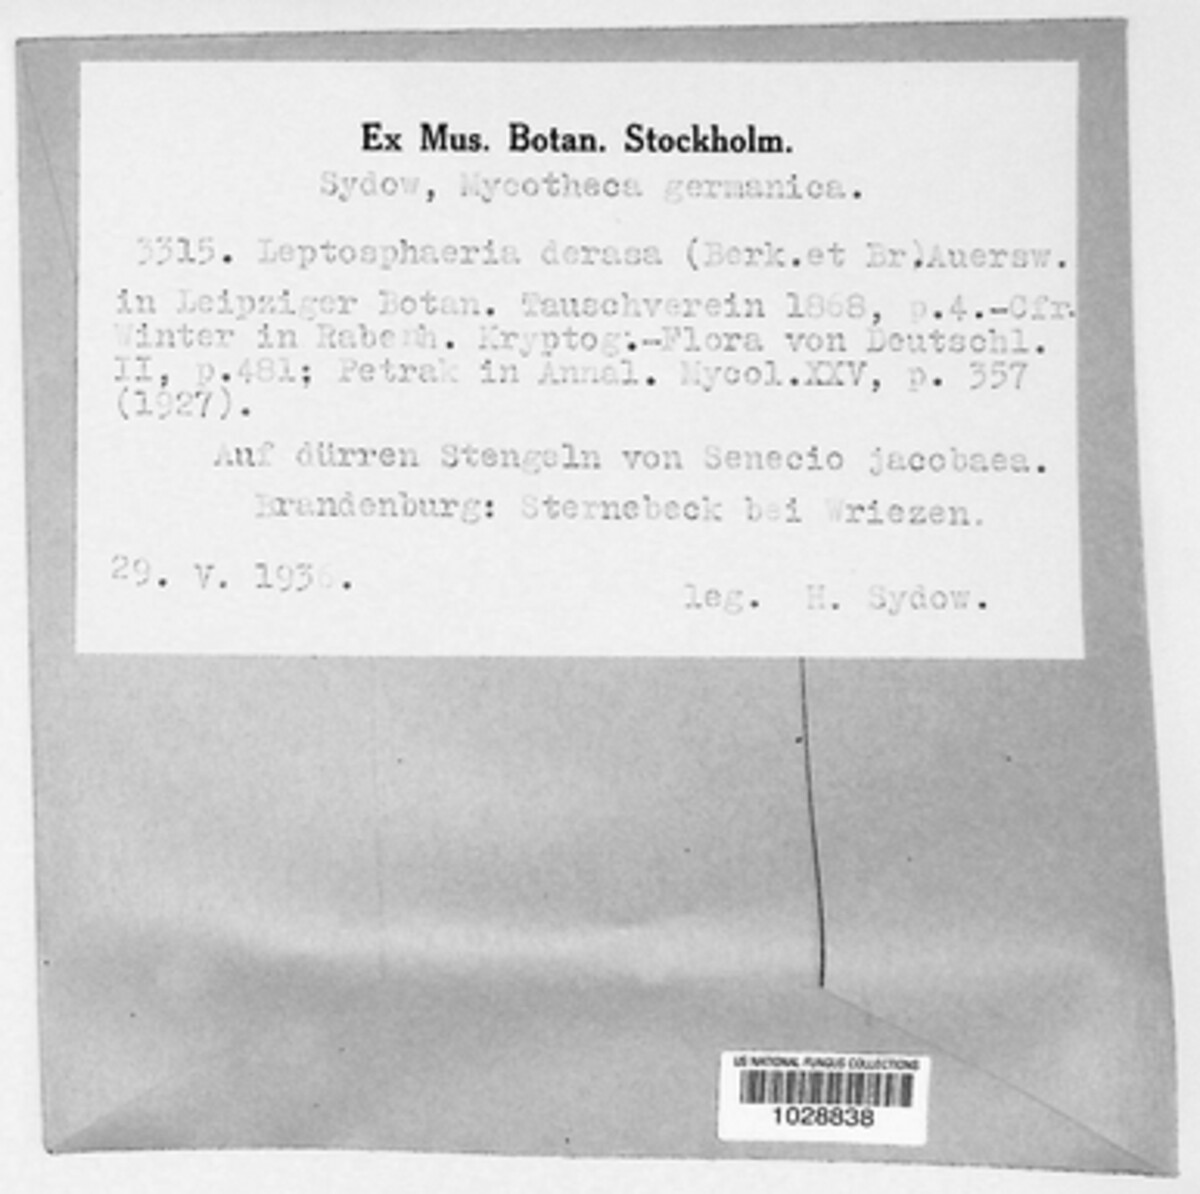 Ex Mus. Botan. Stockholm.
Sydow, Mycotheca germanica.
3315. Leptosphaeria derasa (Berk.et Br.)Auersw.
in Leipziger Botan. Tauschverein 1868, p.4.-Cfr.
Winter in Rabenh. Kryptog.-Flora von Deutschl.
II, p.481; Petrak in Annal. Mycol.XXV, p. 357
(1927).
Auf dürren Stengeln von Senecio jacobaea.
Brandenburg: Sternebeck bei Wriezen.
29. V. 1936.
leg. H. Sydow.
US NATIONAL FUNGUS COLLECTIONS
1028838